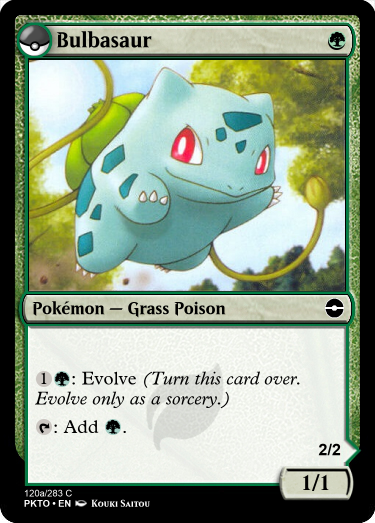 Bulbasaur
Pokémon — Grass Poison
1 : Evolve (Turn this card over.
Evolve only as a sorcery.)
: Add .
2/2
1/1
120a/283 C
PKTO • EN Kouki Saitou